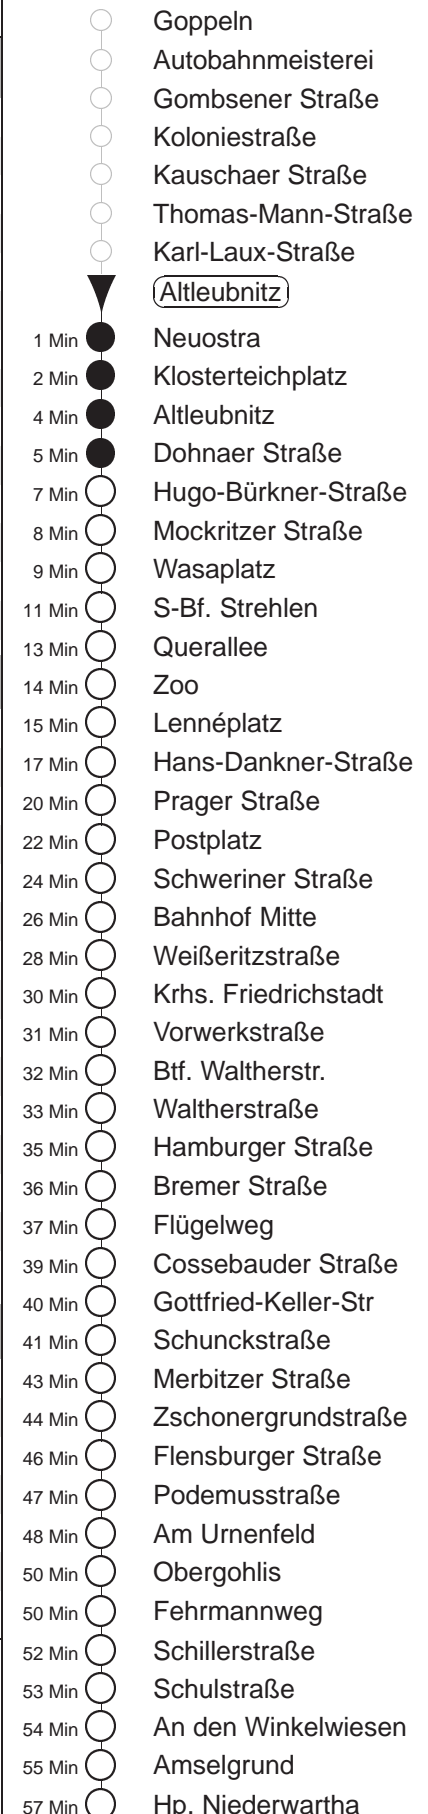 Goppeln
Autobahnmeisterei
Gombsener Straße
Koloniestraße
Kauschaer Straße
Thomas-Mann-Straße
Karl-Laux-Straße
Altleubnitz
1 Min Neuostra
2 Min Klosterteichplatz
4 Min Altleubnitz
5 Min Dohnaer Straße
7 Min Hugo-Bürkner-Straße
8 Min Mockritzer Straße
9 Min Wasaplatz
11 Min S-Bf. Strehlen
13 Min Querallee
14 Min Zoo
15 Min Lennéplatz
17 Min Hans-Dankner-Straße
20 Min Prager Straße
22 Min Postplatz
24 Min Schweriner Straße
26 Min Bahnhof Mitte
28 Min Weißeritzstraße
30 Min Krhs. Friedrichstadt
31 Min Vorwerkstraße
32 Min Btf. Waltherstr.
33 Min Waltherstraße
35 Min Hamburger Straße
36 Min Bremer Straße
37 Min Flügelweg
39 Min Cossebauder Straße
40 Min Gottfried-Keller-Str
41 Min Schunckstraße
43 Min Merbitzer Straße
44 Min Zschonergrundstraße
46 Min Flensburger Straße
47 Min Podemusstraße
48 Min Am Urnenfeld
50 Min Obergohlis
50 Min Fehrmannweg
52 Min Schillerstraße
53 Min Schulstraße
54 Min An den Winkelwiesen
55 Min Amselgrund
57 Min Hp. Niederwartha